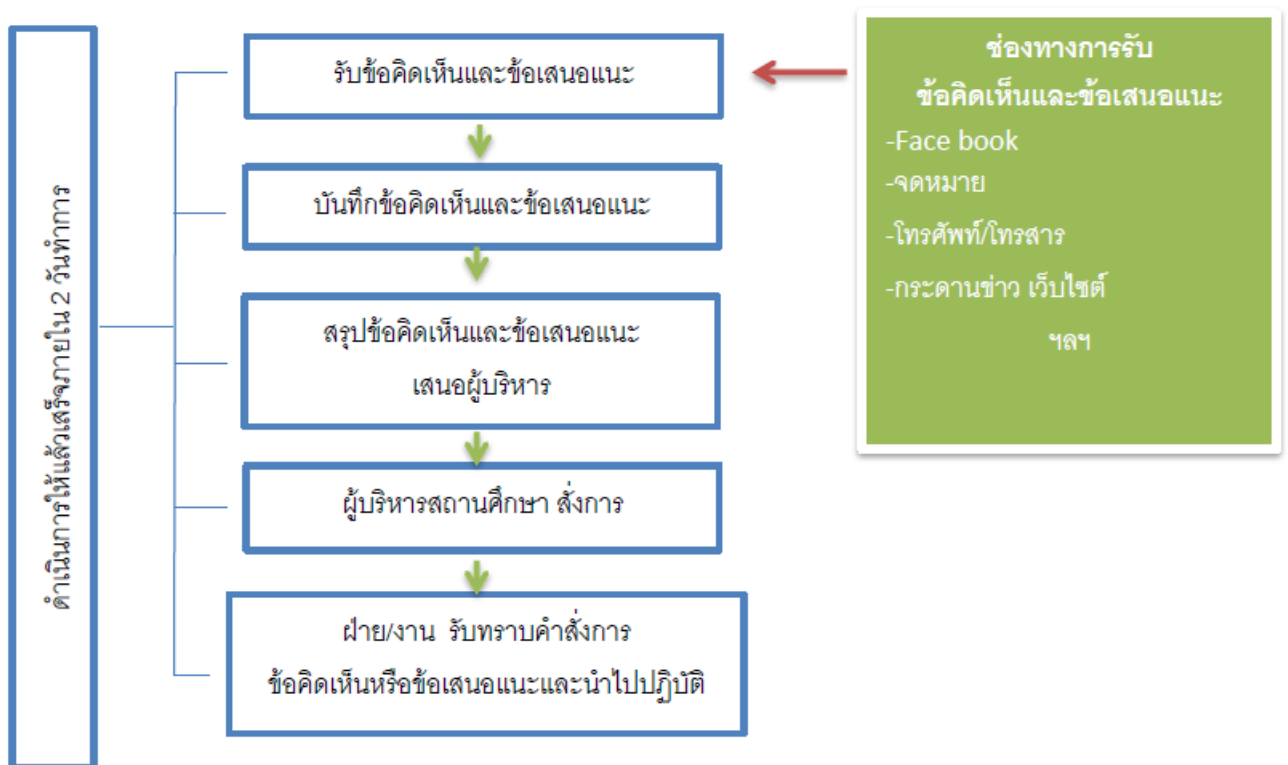 ดำเนินการให้แล้วเสร็จภายใน 2 วันทำการ
รับข้อคิดเห็นและข้อเสนอแนะ
บันทึกข้อคิดเห็นและข้อเสนอแนะ
สรุปข้อคิดเห็นและข้อเสนอแนะ
เสนอผู้บริหาร
ผู้บริหารสถานศึกษา สั่งการ
ฝ่าย/งาน รับทราบคำสั่งการ
ข้อคิดเห็นหรือข้อเสนอแนะและนำไปปฏิบัติ
ช่องทางการรับ
ข้อคิดเห็นและข้อเสนอแนะ
-Face book
-จดหมาย
-โทรศัพท์/โทรสาร
-กระดานข่าว เว็บไซต์
ฯลฯ